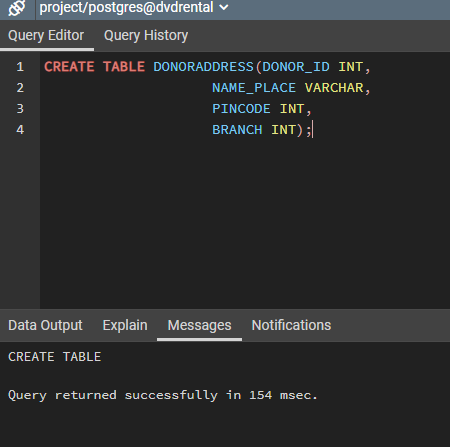 project/postgres@dvdrental
Query Editor Query History
1 CREATE TABLE DONORADDRESS(DONOR_ID INT,
2 NAME_PLACE VARCHAR,
3 PINCODE INT,
4 BRANCH INT);
Data Output Explain Messages Notifications
CREATE TABLE
Query returned successfully in 154 msec.